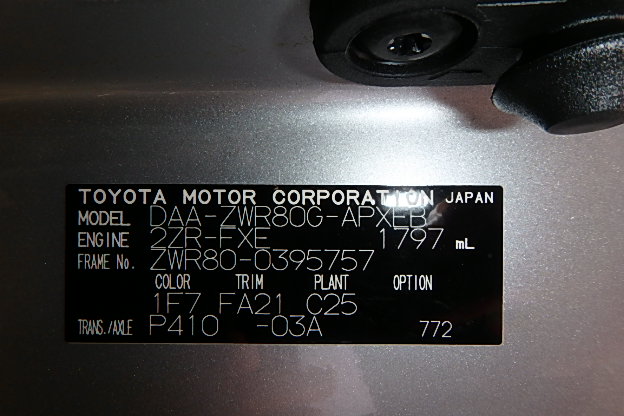 TOYOTA MOTOR CORPORATION JAPAN
MODEL DAA-ZWR80G-APXEB
ENGINE 2ZR-FXE 1797 mL
FRAME No. ZWR80-0395757
COLOR TRIM PLANT OPTION
1F7 FA21 C25
TRANS./AXLE P410 -03A 772